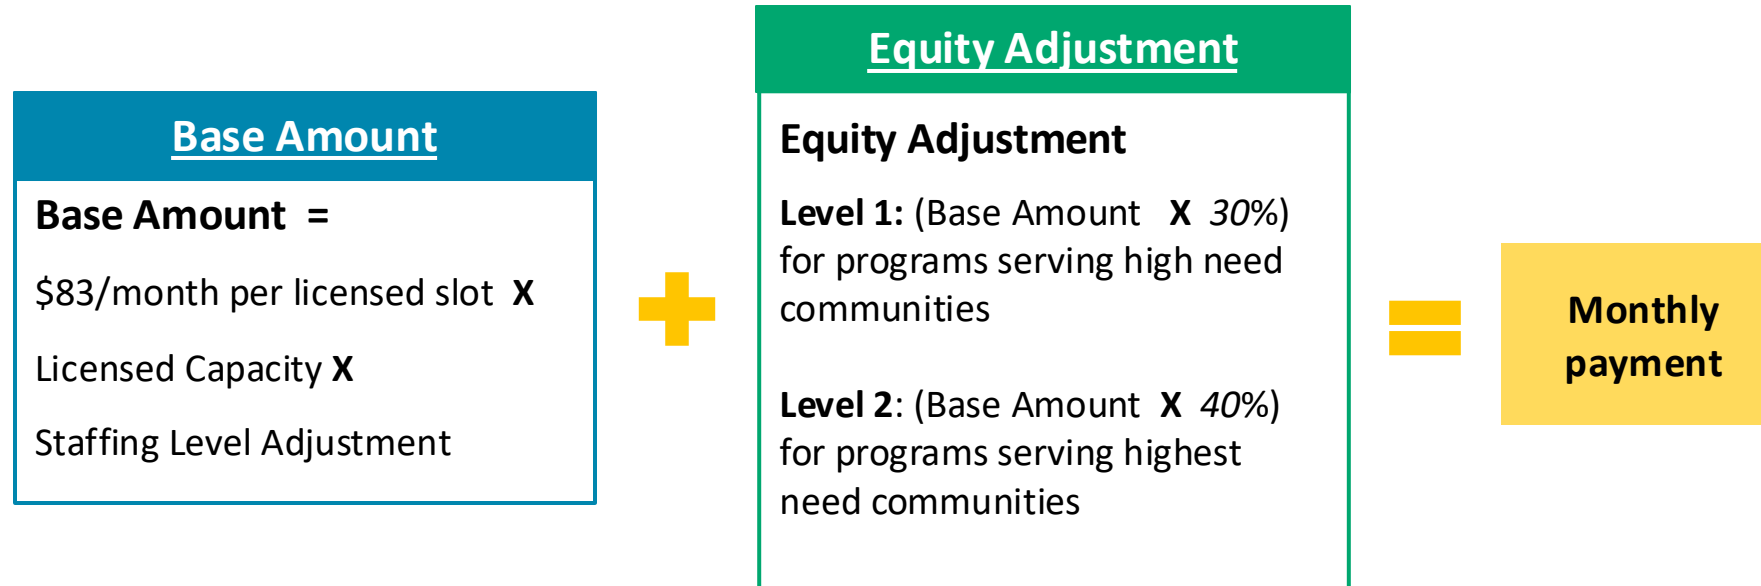 Base Amount
Base Amount =
$83/month per licensed slot X
Licensed Capacity X
Staffing Level Adjustment
Equity Adjustment
Equity Adjustment
Level 1: (Base Amount X 30%)
for programs serving high need
communities
Level 2: (Base Amount X 40%)
for programs serving highest
need communities
Monthly
payment